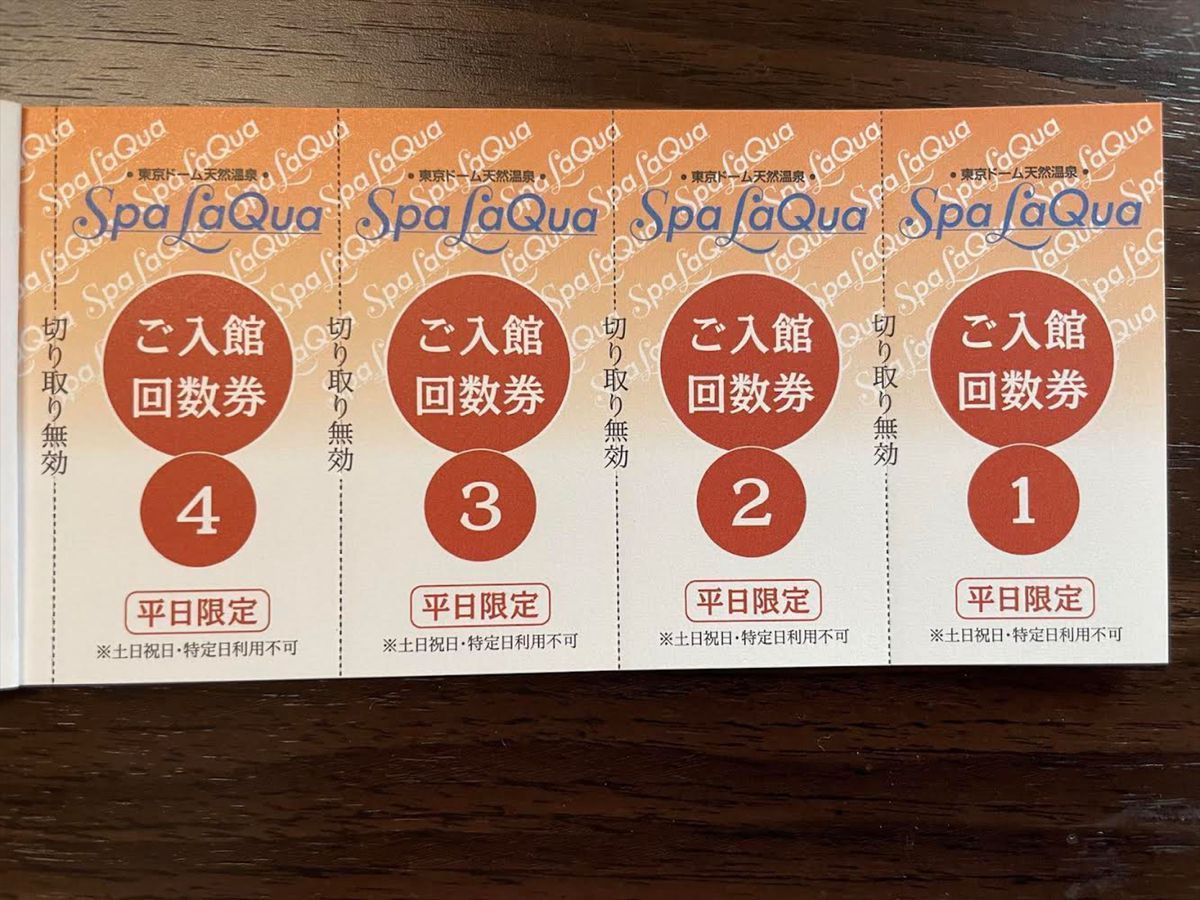 • 東京ドーム天然温泉 •
Spa LaQua
ご入館
回数券
4
平日限定
※土日祝日・特定日利用不可
切り取り無効
• 東京ドーム天然温泉 •
Spa LaQua
ご入館
回数券
3
平日限定
※土日祝日・特定日利用不可
切り取り無効
• 東京ドーム天然温泉 •
Spa LaQua
ご入館
回数券
2
平日限定
※土日祝日・特定日利用不可
切り取り無効
• 東京ドーム天然温泉 •
Spa LaQua
ご入館
回数券
1
平日限定
※土日祝日・特定日利用不可
切り取り無効